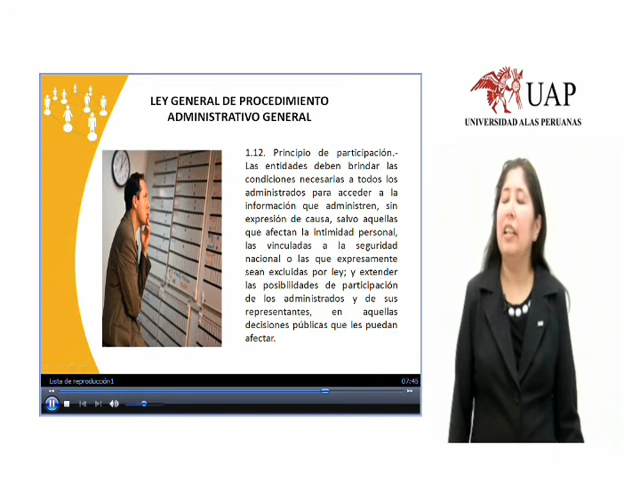 LEY GENERAL DE PROCEDIMIENTO
ADMINISTRATIVO GENERAL
1.12. Principio de participación.-
Las entidades deben brindar las
condiciones necesarias a todos los
administrados para acceder a la
información que administren, sin
expresión de causa, salvo aquellas
que afectan la intimidad personal,
las vinculadas a la seguridad
nacional o las que expresamente
sean excluidas por ley; y extender
las posibilidades de participación
de los administrados y de sus
representantes, en aquellas
decisiones públicas que les puedan
afectar.
Lista de reproducción1
07:45
UAP
UNIVERSIDAD ALAS PERUANAS